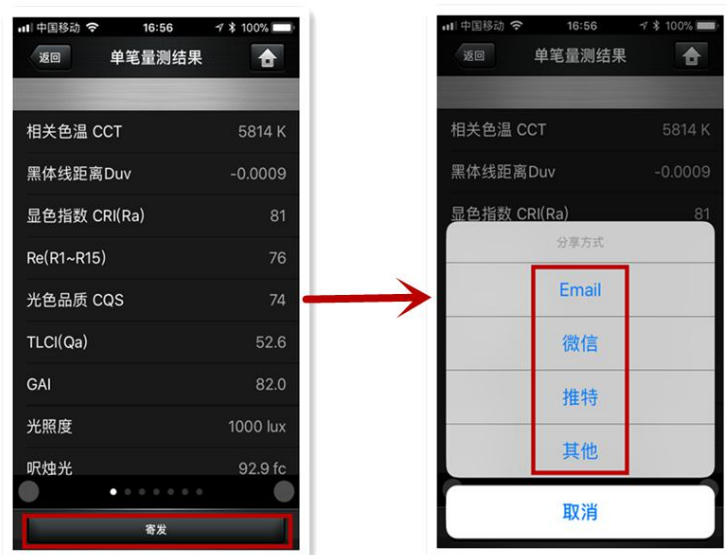 中国移动 16:56 100%
返回 单笔量测结果
相关色温 CCT 5814 K
黑体线距离Duv -0.0009
显色指数 CRI(Ra) 81
Re(R1~R15) 76
光色品质 CQS 74
TLCI(Qa) 52.6
GAI 82.0
光照度 1000 lux
呎烛光 92.9 fc
寄发
中国移动 16:56 100%
返回 单笔量测结果
相关色温 CCT 5814 K
黑体线距离Duv -0.0009
显色指数 CRI(Ra) 81
分享方式
Email
微信
推特
其他
取消